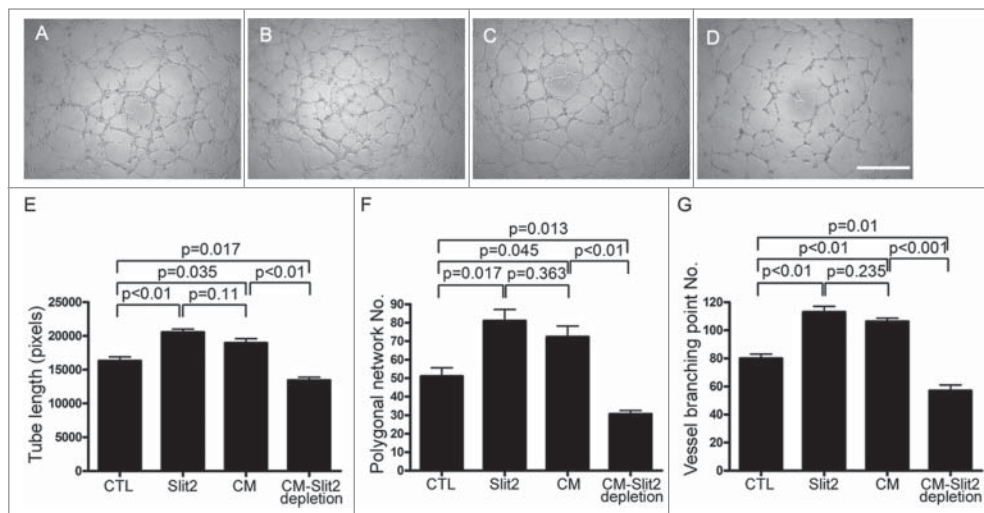 A
B
C
D
E
p=0.017
p=0.035
p<0.01
p<0.01
p=0.11
Tube length (pixels)
25000
20000
15000
10000
5000
0
CTL
Slit2
CM
CM-Slit2
depletion
F
p=0.013
p=0.045
p<0.01
p=0.017
p=0.363
Polygonal network No.
90
80
70
60
50
40
30
20
10
0
CTL
Slit2
CM
CM-Slit2
depletion
G
p=0.01
p<0.01
p<0.001
p<0.01
p=0.235
Vessel branching point No.
120
100
80
60
40
20
0
CTL
Slit2
CM
CM-Slit2
depletion